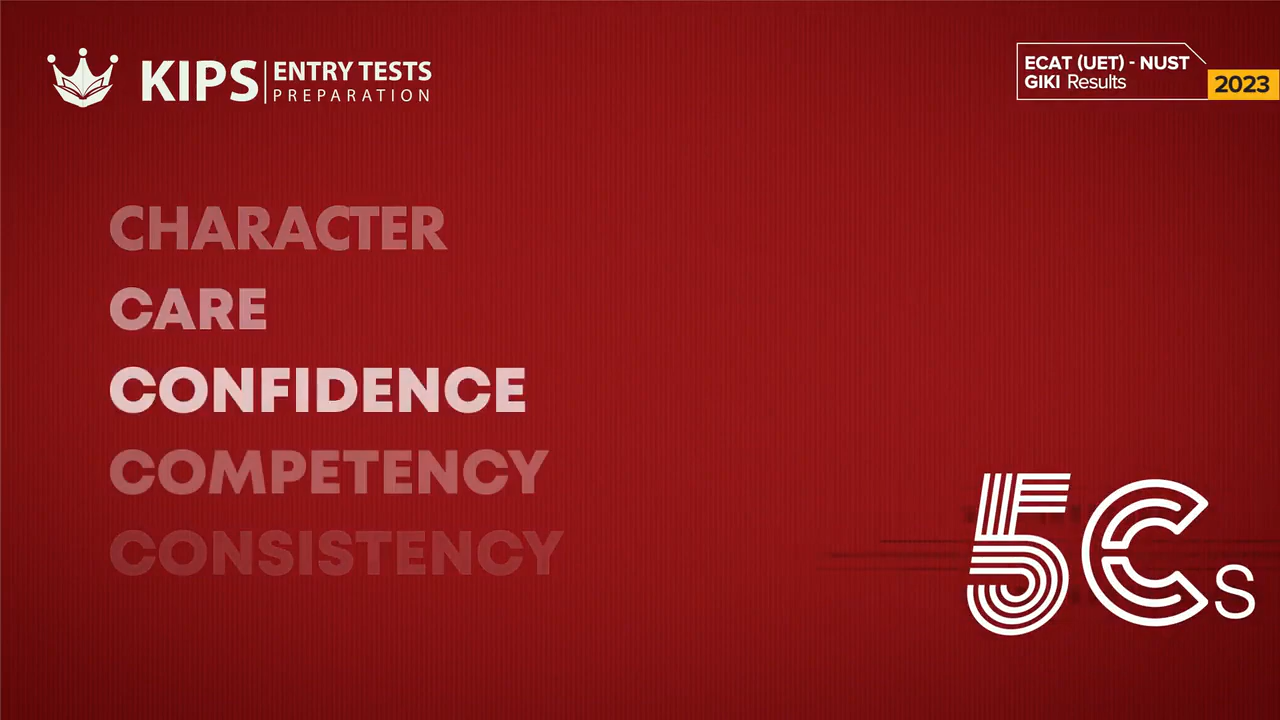 KIPS ENTRY TESTS
PREPARATION
ECAT (UET) - NUST
GIKI Results
2023
CHARACTER
CARE
CONFIDENCE
COMPETENCY
CONSISTENCY
5Cs